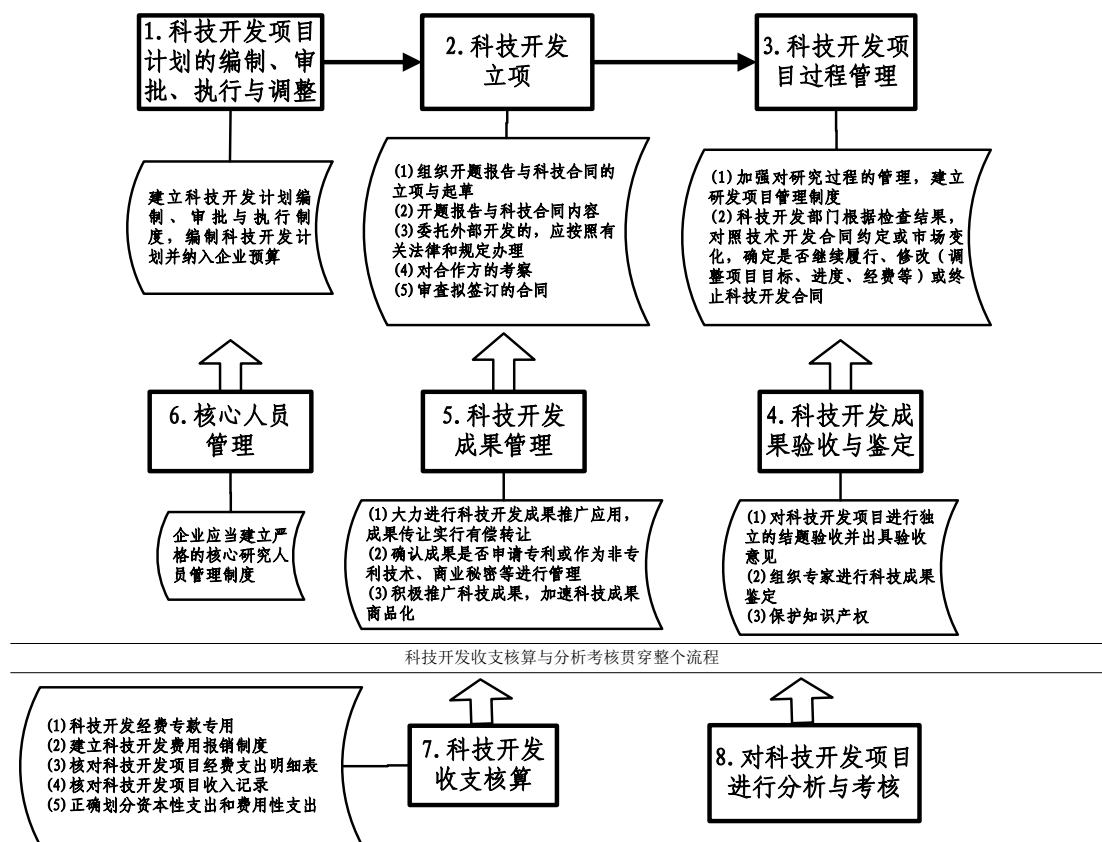 1.科技开发项目
计划的编制、审
批、执行与调整
2.科技开发
立项
3.科技开发项
目过程管理
建立科技开发计划编
制、审批与执行制
度，编制科技开发计
划并纳入企业预算
(1)组织开题报告与科技合同的
立项与起草
(2)开题报告与科技合同内容
(3)委托外部开发的，应按照有
关法律和规定办理
(4)对合作方的考察
(5)审查拟签订的合同
(1)加强对研究过程的管理，建立
研发项目管理制度
(2)科技开发部门根据检查结果，
对照技术开发合同约定或市场变
化，确定是否继续履行、修改（调
整项目目标、进度、经费等）或终
止科技开发合同
6.核心人员
管理
5.科技开发
成果管理
4.科技开发成
果验收与鉴定
企业应当建立严
格的核心研究人
员管理制度
(1)大力进行科技开发成果推广应用，
成果传让实行有偿转让
(2)确认成果是否申请专利或作为非专
利技术、商业秘密等进行管理
(3)积极推广科技成果，加速科技成果
商品化
(1)对科技开发项目进行独
立的结题验收并出具验收
意见
(2)组织专家进行科技成果
鉴定
(3)保护知识产权
科技开发收支核算与分析考核贯穿整个流程
(1)科技开发经费专款专用
(2)建立科技开发费用报销制度
(3)核对科技开发项目经费支出明细表
(4)核对科技开发项目收入记录
(5)正确划分资本性支出和费用性支出
7.科技开发
收支核算
8.对科技开发项目
进行分析与考核